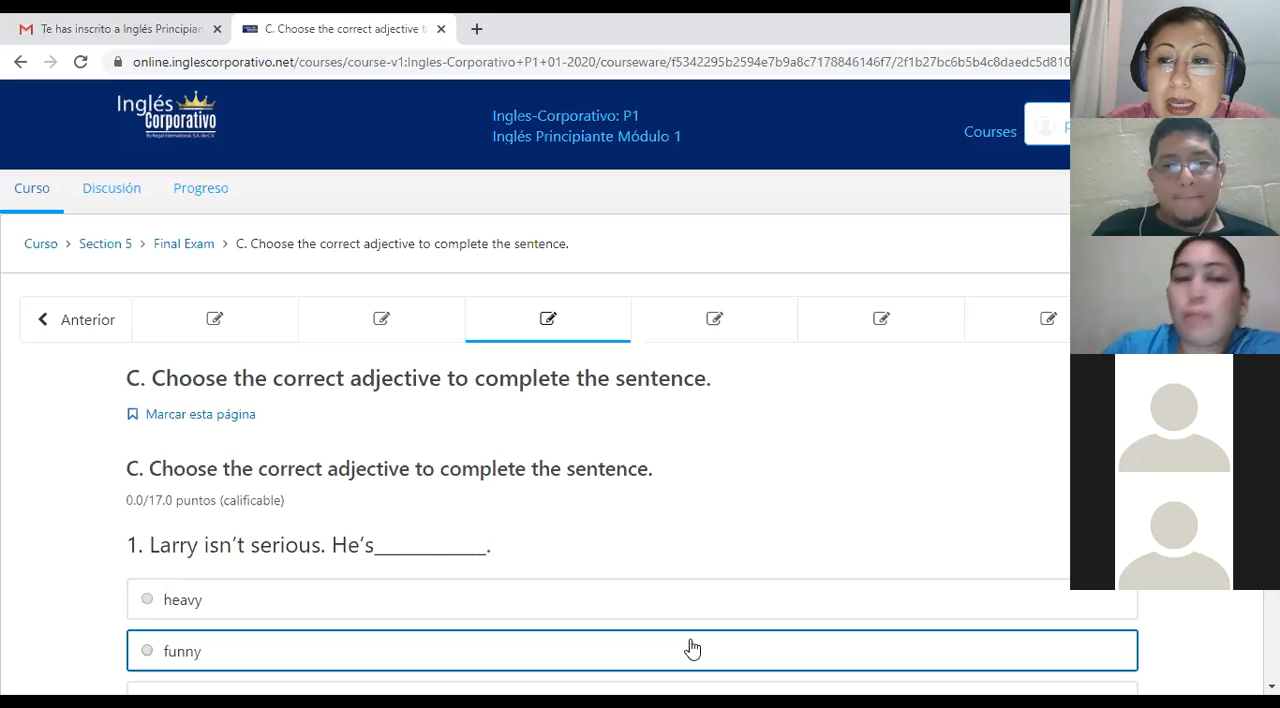 Te has inscrito a Inglés Principian
C. Choose the correct adjective t
online.inglescorporativo.net/courses/course-v1:Ingles-Corporativo+P1+01-2020/courseware/f5342295b2594e7b9a8c7178846146f7/2f1b27bc6b5b4c8daedc5d810
Inglés
Corporativo
By Regal International, S.A. de C.V.
Ingles-Corporativo: P1
Inglés Principiante Módulo 1
Courses
p
Curso Discusión Progreso
Curso > Section 5 > Final Exam > C. Choose the correct adjective to complete the sentence.
Anterior
C. Choose the correct adjective to complete the sentence.
Marcar esta página
C. Choose the correct adjective to complete the sentence.
0.0/17.0 puntos (calificable)
1. Larry isn’t serious. He‘s___________.
heavy
funny